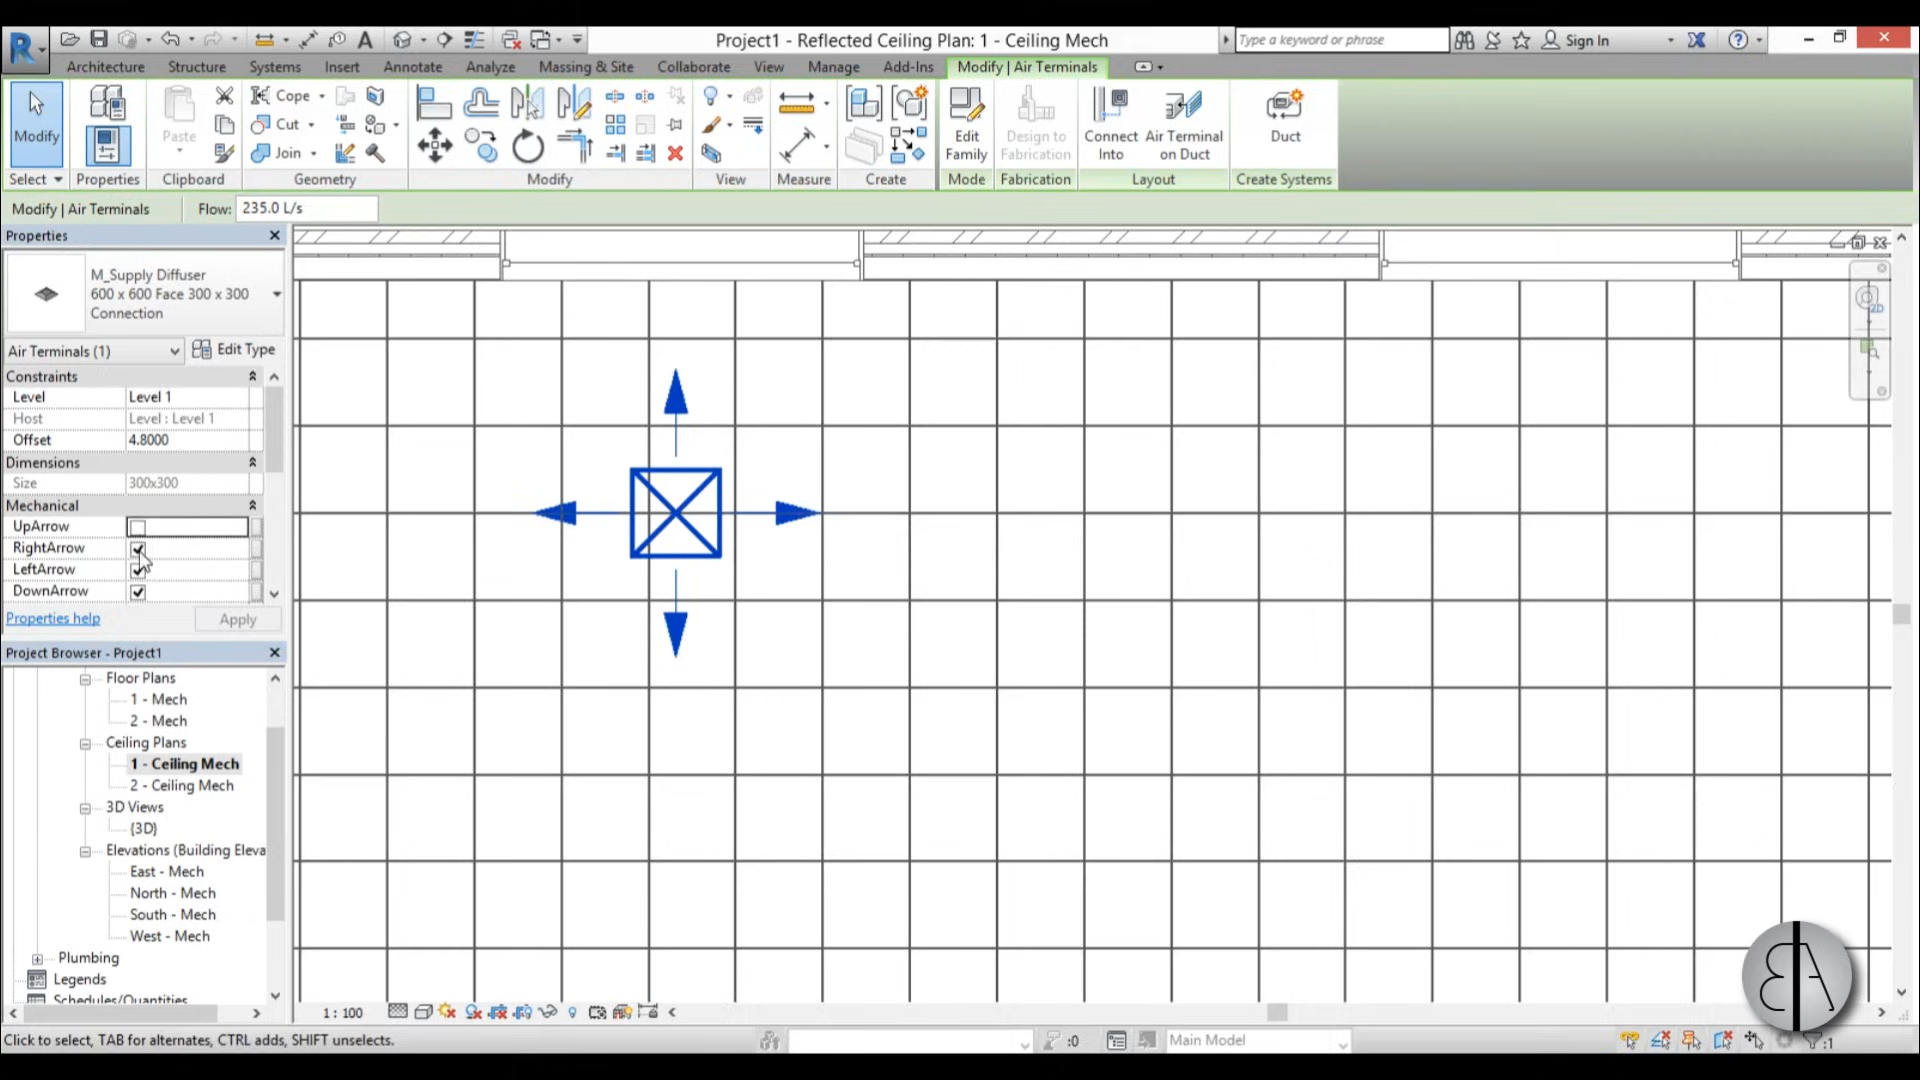 Project1 - Reflected Ceiling Plan: 1 - Ceiling Mech
Type a keyword or phrase
Sign In
Architecture Structure Systems Insert Annotate Analyze Massing & Site Collaborate View Manage Add-Ins Modify | Air Terminals
Modify
Paste
Cope
Cut
Join
Edit Family
Design to Fabrication
Connect Into
Air Terminal on Duct
Duct
Select Properties Clipboard Geometry Modify View Measure Create Mode Fabrication Layout Create Systems
Modify | Air Terminals Flow: 235.0 L/s
Properties
M_Supply Diffuser
600 x 600 Face 300 x 300
Connection
Air Terminals (1) Edit Type
Constraints
Level Level 1
Host Level : Level 1
Offset 4.8000
Dimensions
Size 300x300
Mechanical
UpArrow
RightArrow
LeftArrow
DownArrow
Properties help Apply
Project Browser - Project1
Floor Plans
1 - Mech
2 - Mech
Ceiling Plans
1 - Ceiling Mech
2 - Ceiling Mech
3D Views
{3D}
Elevations (Building Eleva
East - Mech
North - Mech
South - Mech
West - Mech
Plumbing
Legends
Schedules/Quantities
2D
1 : 100
Click to select, TAB for alternates, CTRL adds, SHIFT unselects.
:0
Main Model
:1